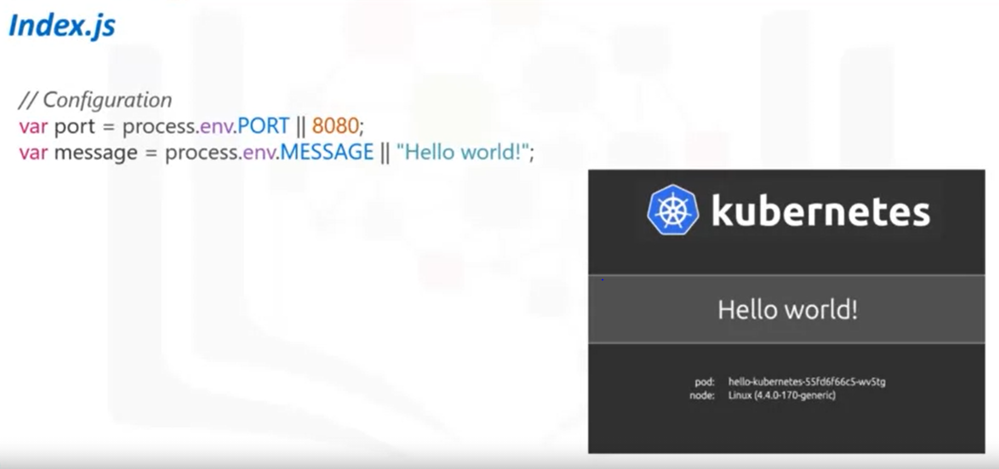 Index.js
// Configuration
var port = process.env.PORT || 8080;
var message = process.env.MESSAGE || "Hello world!";
kubernetes
Hello world!
pod: hello-kubernetes-55fd6f66c5-wv5tg
node: Linux (4.4.0-170-generic)